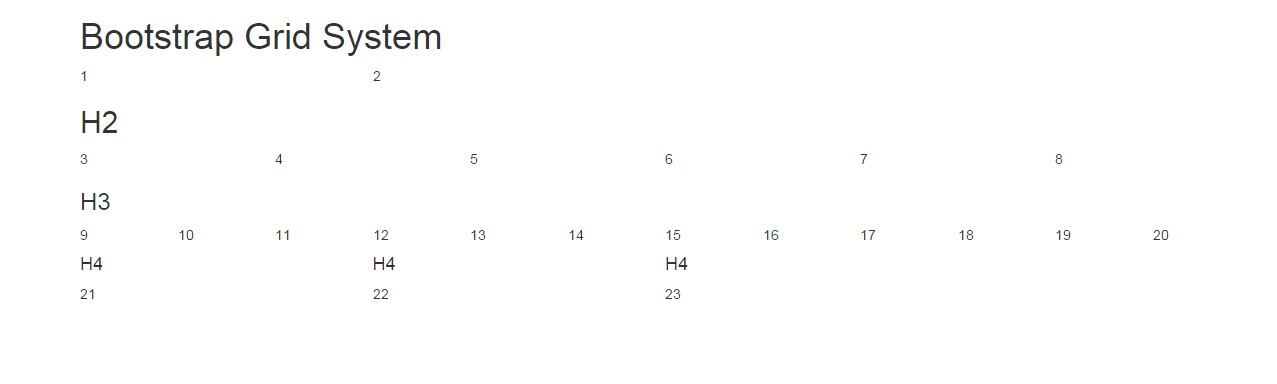 Bootstrap Grid System
1 2
H2
3 4 5 6 7 8
H3
9 10 11 12 13 14 15 16 17 18 19 20
H4 H4 H4
21 22 23